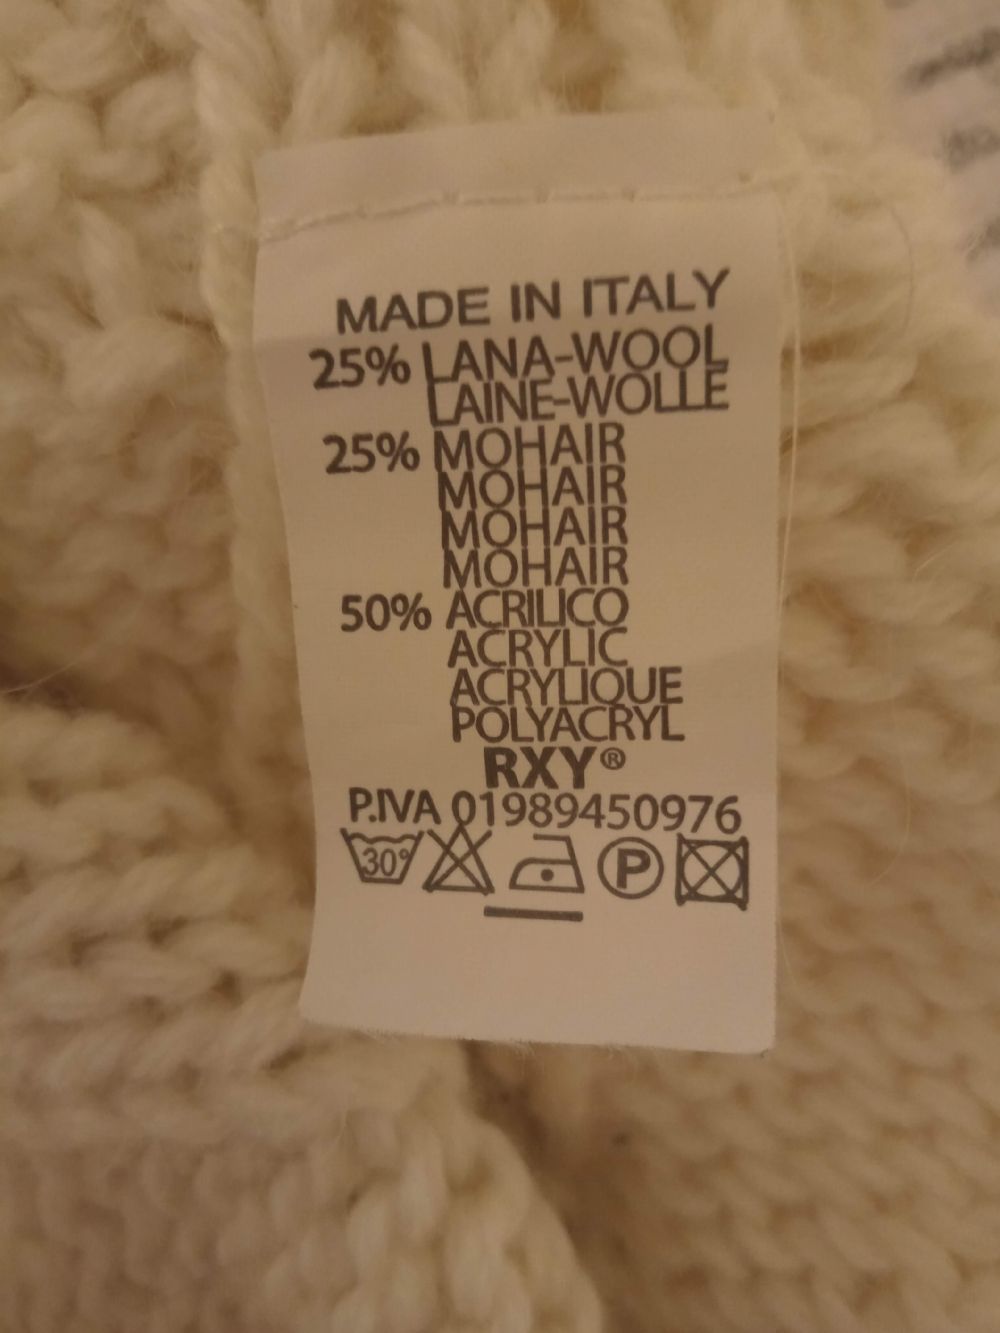 MADE IN ITALY
25% LANA-WOOL
LAINE-WOLLE
25% MOHAIR
MOHAIR
MOHAIR
MOHAIR
50% ACRILICO
ACRYLIC
ACRYLIQUE
POLYACRYL
RXY®
P.IVA 01989450976
30° P